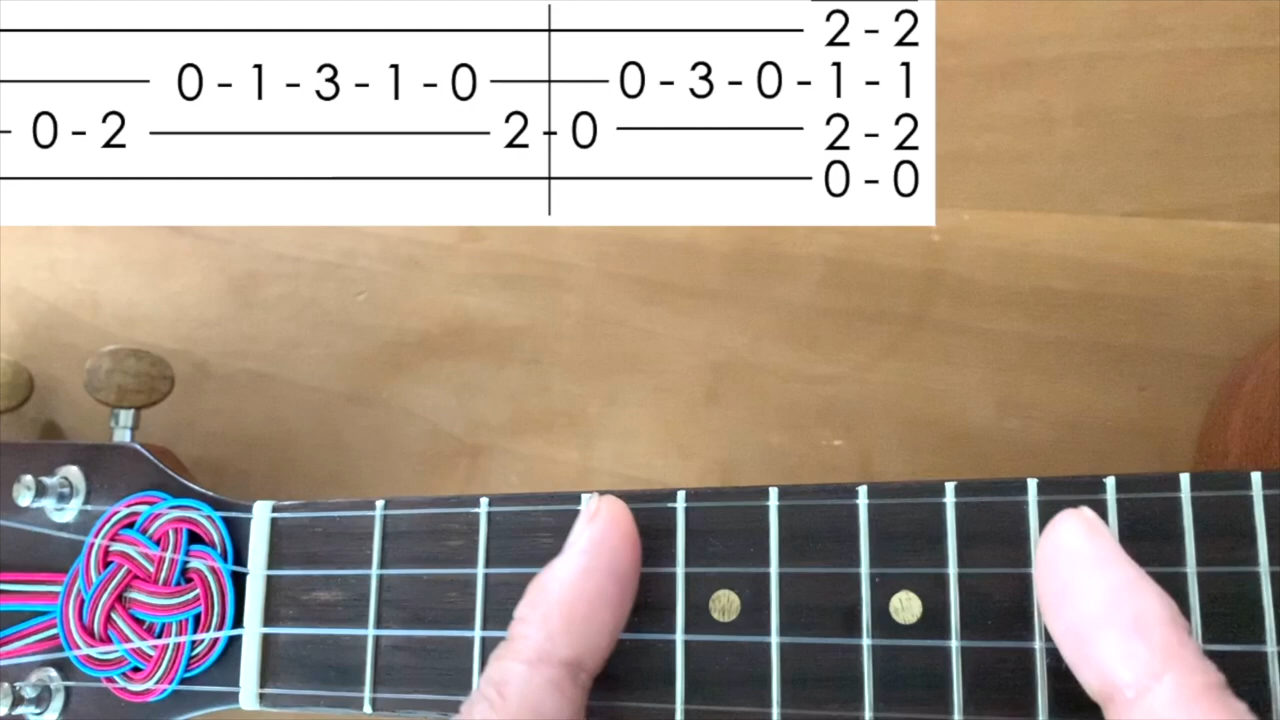 2 - 2
0 - 1 - 3 - 1 - 0 0 - 3 - 0 - 1 - 1
- 0 - 2 2 - 0 2 - 2
0 - 0